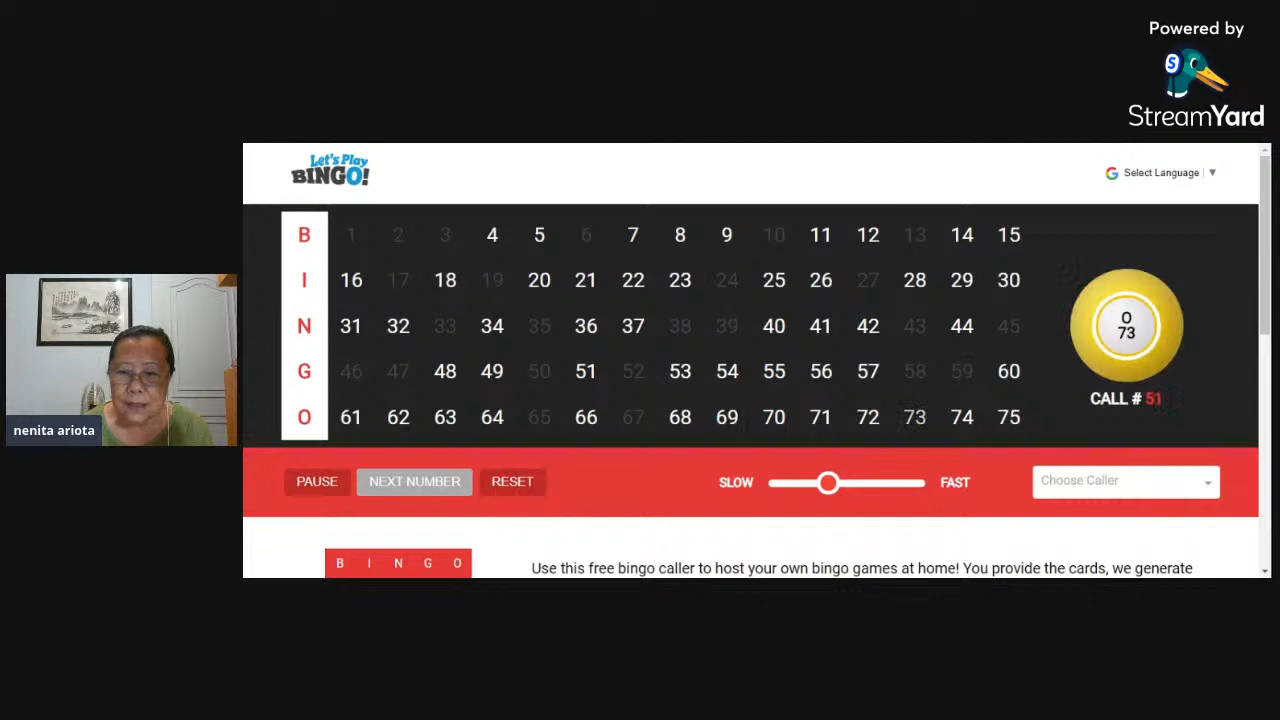 Powered by
S
StreamYard
Let's Play
BINGO!
Select Language ▼
B 1 2 3 4 5 6 7 8 9 10 11 12 13 14 15
I 16 17 18 19 20 21 22 23 24 25 26 27 28 29 30
N 31 32 33 34 35 36 37 38 39 40 41 42 43 44 45
G 46 47 48 49 50 51 52 53 54 55 56 57 58 59 60
O 61 62 63 64 65 66 67 68 69 70 71 72 73 74 75
O
73
CALL # 51
nenita ariota
PAUSE NEXT NUMBER RESET SLOW FAST Choose Caller
B I N G O
Use this free bingo caller to host your own bingo games at home! You provide the cards, we generate